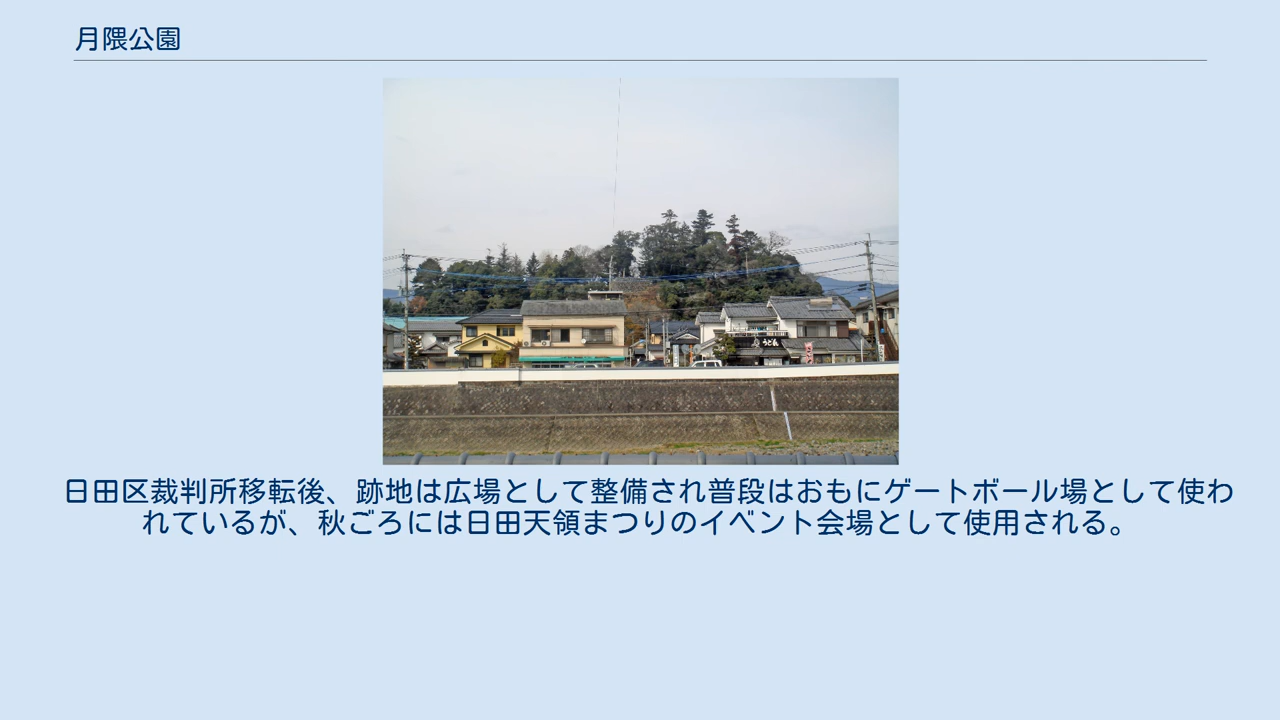 月隈公園
うどん
日田区裁判所移転後、跡地は広場として整備され普段はおもにゲートボール場として使わ
れているが、秋ごろには日田天領まつりのイベント会場として使用される。